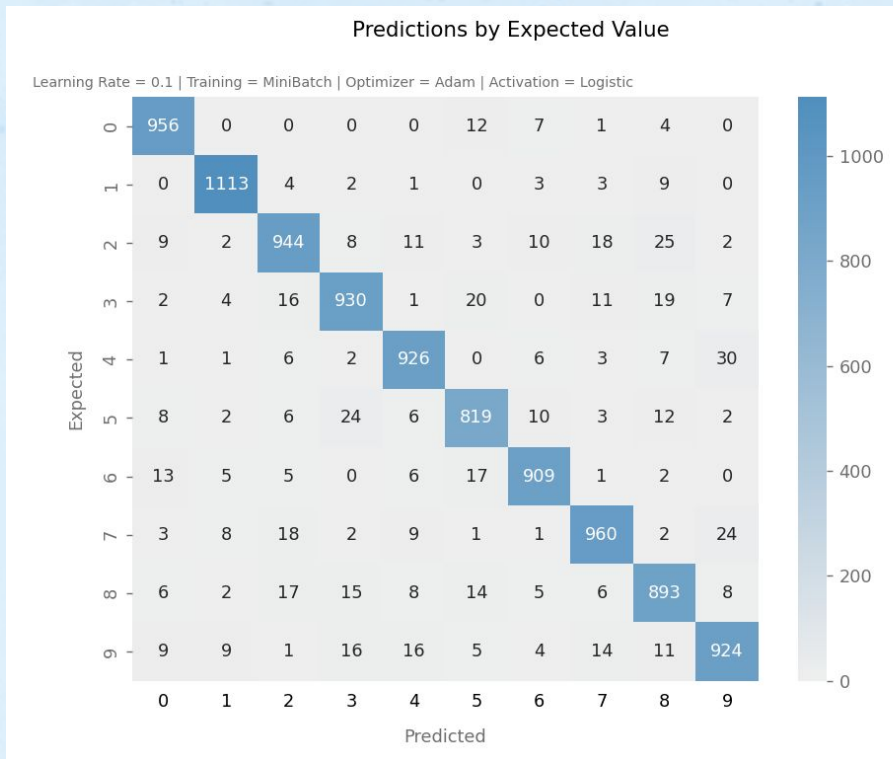 Predictions by Expected Value
Learning Rate = 0.1 | Training = MiniBatch | Optimizer = Adam | Activation = Logistic
0 956 0 0 0 0 12 7 1 4 0
1 0 1113 4 2 1 0 3 3 9 0
2 9 2 944 8 11 3 10 18 25 2
3 2 4 16 930 1 20 0 11 19 7
4 1 1 6 2 926 0 6 3 7 30
5 8 2 6 24 6 819 10 3 12 2
6 13 5 5 0 6 17 909 1 2 0
7 3 8 18 2 9 1 1 960 2 24
8 6 2 17 15 8 14 5 6 893 8
9 9 9 1 16 16 5 4 14 11 924
0 1 2 3 4 5 6 7 8 9
Expected
Predicted
1000
800
600
400
200
0